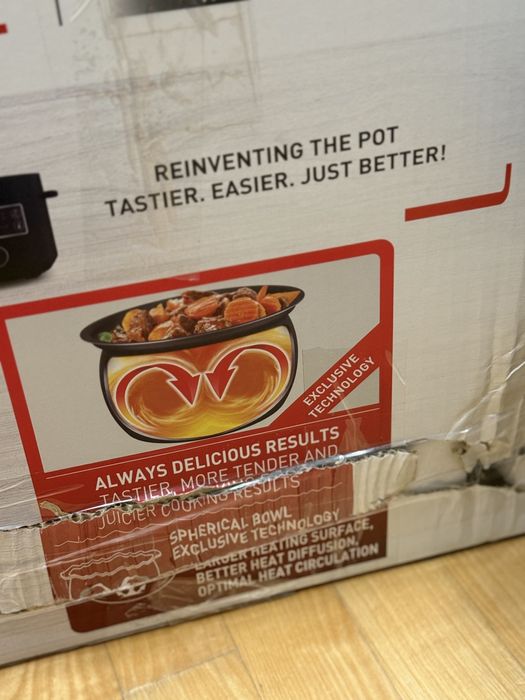 REINVENTING THE POT
TASTIER. EASIER. JUST BETTER!
EXCLUSIVE
TECHNOLOGY
ALWAYS DELICIOUS RESULTS
TASTIER, MORE TENDER AND
JUICIER COOKING RESULTS
SPHERICAL BOWL
EXCLUSIVE TECHNOLOGY
LARGER HEATING SURFACE,
BETTER HEAT DIFFUSION,
OPTIMAL HEAT CIRCULATION